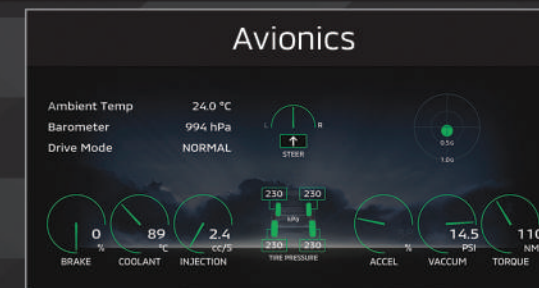 Avionics
Ambient Temp 24.0 °C
Barometer 994 hPa
Drive Mode NORMAL
L R
STEER
0.5G
1.0G
230 230
kPa
230 230
TIRE PRESSURE
0 %
BRAKE
89 °C
COOLANT
2.4 cc/S
INJECTION
%
ACCEL
14.5 PSI
VACCUM
110 NM
TORQUE